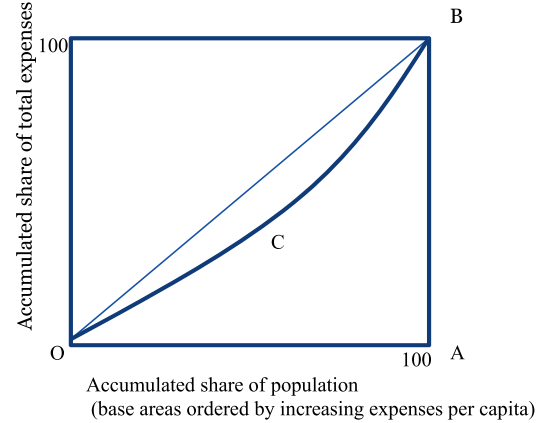 B
100
Accumulated share of total expenses
C
O
100
A
Accumulated share of population
(base areas ordered by increasing expenses per capita)